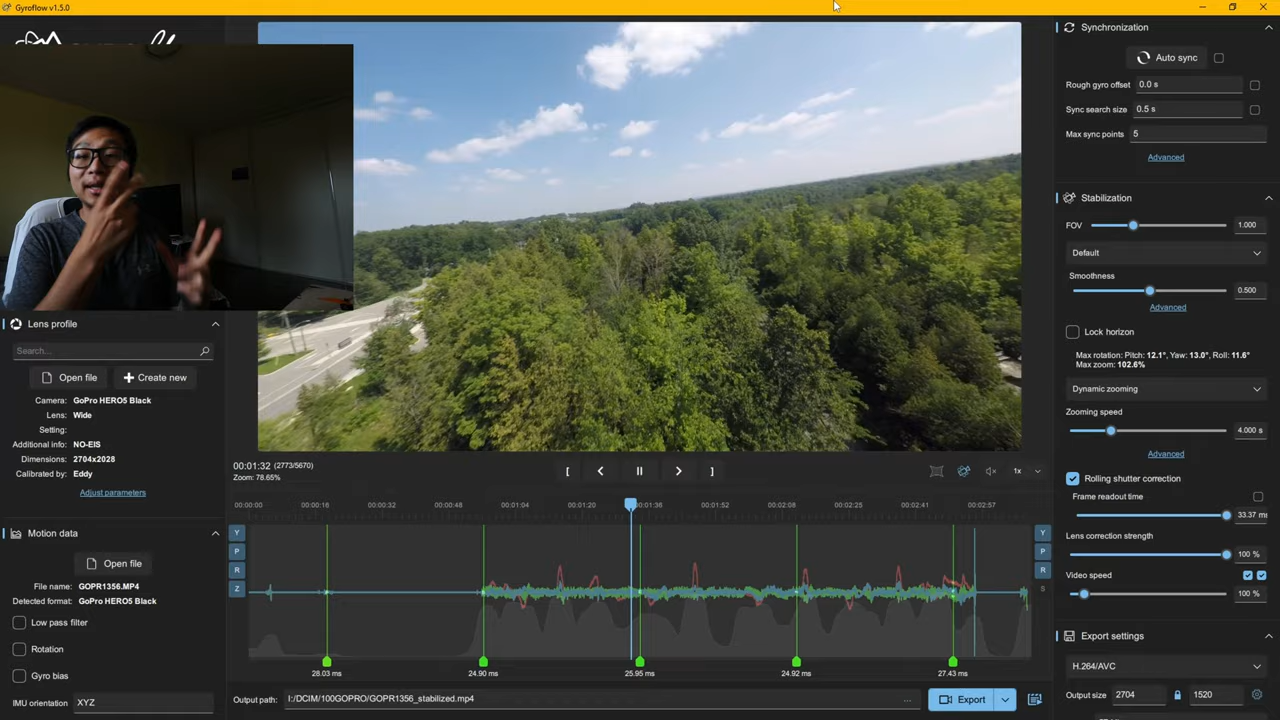 Gyroflow v1.5.0
Lens profile
Search...
Open file
Create new
Camera: GoPro HERO5 Black
Lens: Wide
Setting:
Additional info: NO-EIS
Dimensions: 2704x2028
Calibrated by: Eddy
Adjust parameters
Motion data
Open file
File name: GOPR1356.MP4
Detected format: GoPro HERO5 Black
Low pass filter
Rotation
Gyro bias
IMU orientation XYZ
00:01:32 (2773/5670)
Zoom: 78.65%
[ ]
1x
00:00:00 00:00:16 00:00:32 00:00:48 00:01:04 00:01:20 00:01:36 00:01:52 00:02:08 00:02:25 00:02:41 00:02:57
Y Y
P P
R R
Z S
28.03 ms 24.90 ms 25.95 ms 24.92 ms 27.43 ms
Output path: I:/DCIM/100GOPRO/GOPR1356_stabilized.mp4 ... Export
Synchronization
Auto sync
Rough gyro offset 0.0 s
Sync search size 0.5 s
Max sync points 5
Advanced
Stabilization
FOV 1.000
Default
Smoothness
0.500
Advanced
Lock horizon
Max rotation: Pitch: 12.1°, Yaw: 13.0°, Roll: 11.6°
Max zoom: 102.6%
Dynamic zooming
Zooming speed
4.000 s
Advanced
Rolling shutter correction
Frame readout time
33.37 ms
Lens correction strength
100 %
Video speed
100 %
Export settings
H.264/AVC
Output size 2704 1520